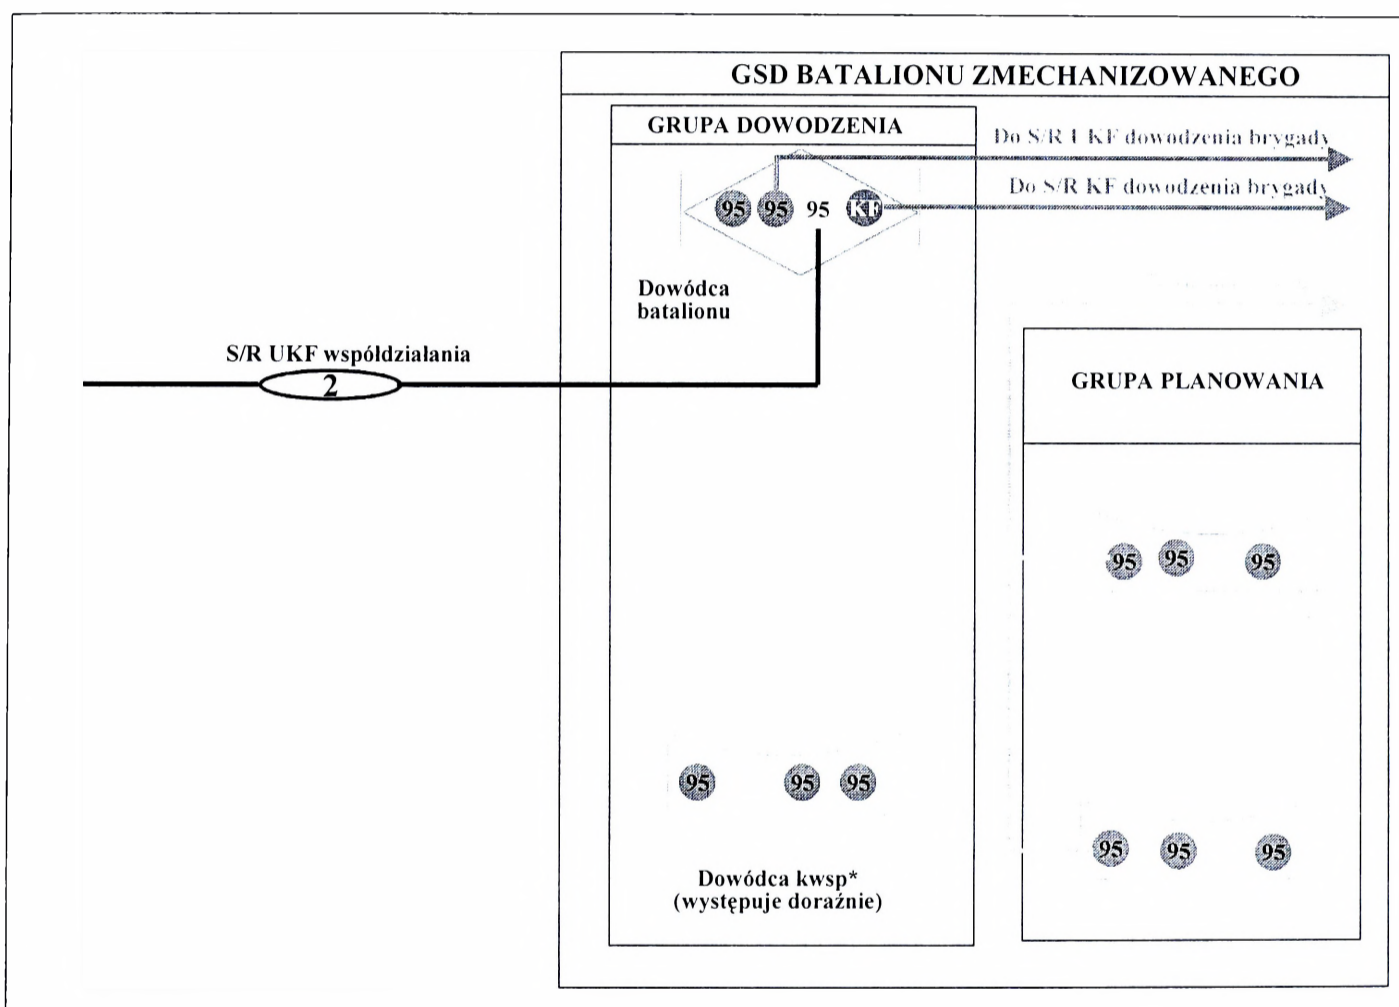 GSD BATALIONU ZMECHANIZOWANEGO
GRUPA DOWODZENIA
Do S/R UKF dowodzenia brygady
95 95 95 KF
Do S/R KF dowodzenia brygady
Dowódca
batalionu
S/R UKF współdziałania
2
GRUPA PLANOWANIA
95 95 95
95 95 95
Dowódca kwsp*
(występuje doraźnie)
95 95 95